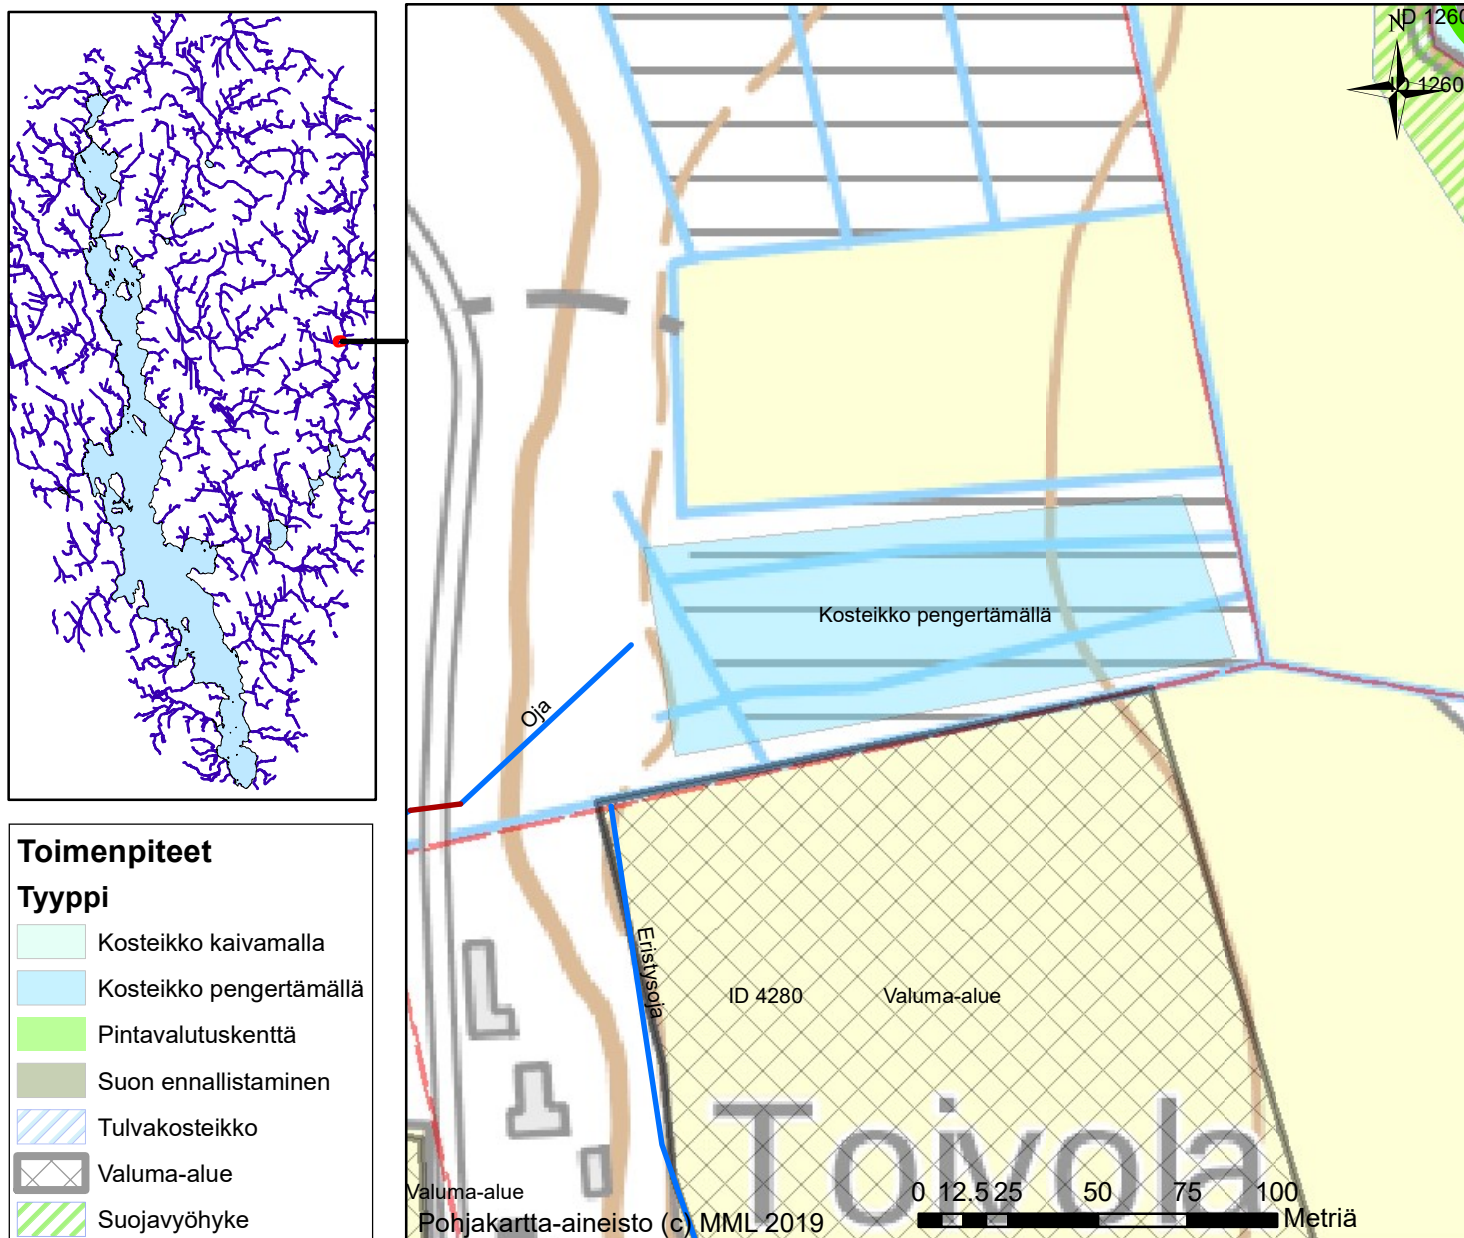 ID 1260
N
ID 1260
Kosteikko pengertämällä
Oja
Eristysoja
ID 4280
Valuma-alue
Toivola
Valuma-alue
0 12.5 25 50 75 100
Metriä
Pohjakartta-aineisto (c) MML 2019
Toimenpiteet
Tyyppi
Kosteikko kaivamalla
Kosteikko pengertämällä
Pintavalutuskenttä
Suon ennallistaminen
Tulvakosteikko
Valuma-alue
Suojavyöhyke